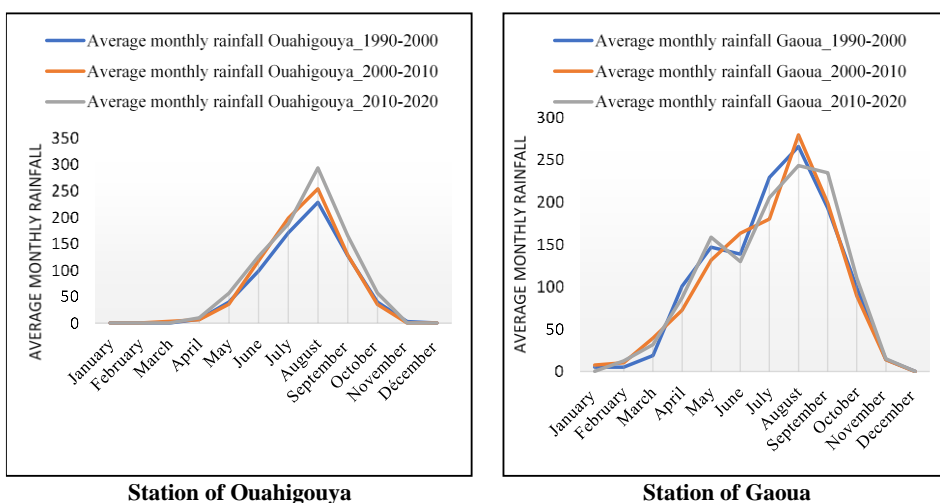 Average monthly rainfall Ouahigouya_1990-2000
Average monthly rainfall Ouahigouya_2000-2010
Average monthly rainfall Ouahigouya_2010-2020
AVERAGE MONTHLY RAINFALL
350
300
250
200
150
100
50
0
January
February
March
April
May
June
July
August
September
October
November
Décember
Station of Ouahigouya
Average monthly rainfall Gaoua_1990-2000
Average monthly rainfall Gaoua_2000-2010
Average monthly rainfall Gaoua_2010-2020
AVERAGE MONTHLY RAINFALL
300
250
200
150
100
50
0
January
February
March
April
May
June
July
August
September
October
November
December
Station of Gaoua